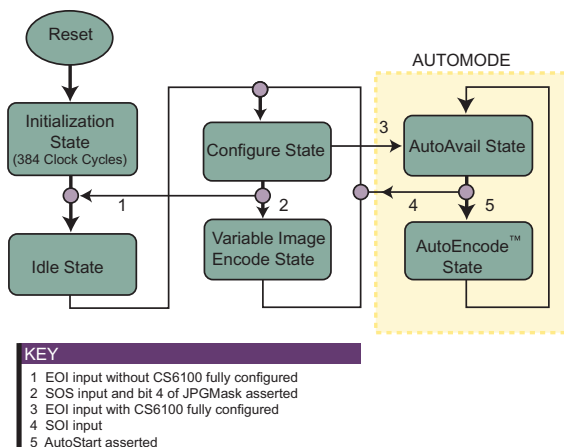 Reset
AUTOMODE
Initialization
State
(384 Clock Cycles)
Configure State
3
AutoAvail State
1
2
4
5
Idle State
Variable Image
Encode State
AutoEncode™
State
KEY
1 EOI input without CS6100 fully configured
2 SOS input and bit 4 of JPGMask asserted
3 EOI input with CS6100 fully configured
4 SOI input
5 AutoStart asserted